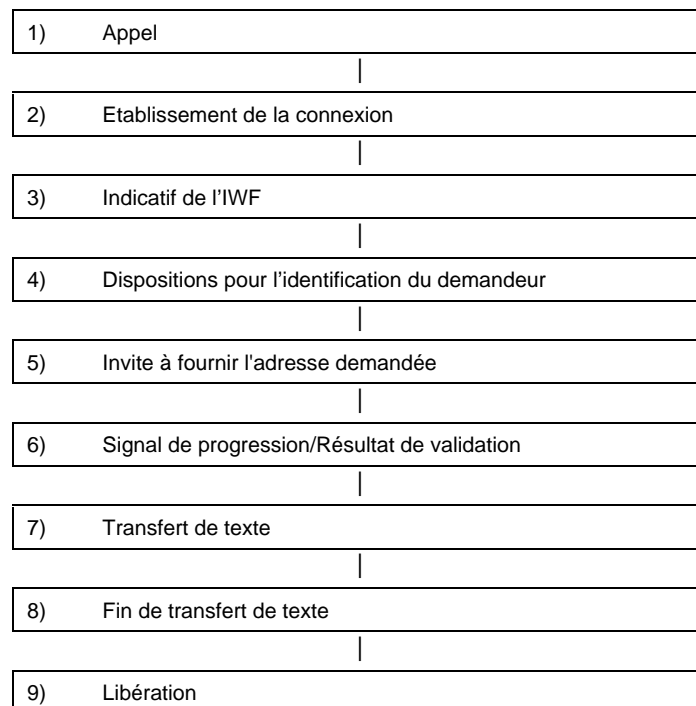 1) Appel
2) Etablissement de la connexion
3) Indicatif de l’IWF
4) Dispositions pour l’identification du demandeur
5) Invite à fournir l'adresse demandée
6) Signal de progression/Résultat de validation
7) Transfert de texte
8) Fin de transfert de texte
9) Libération